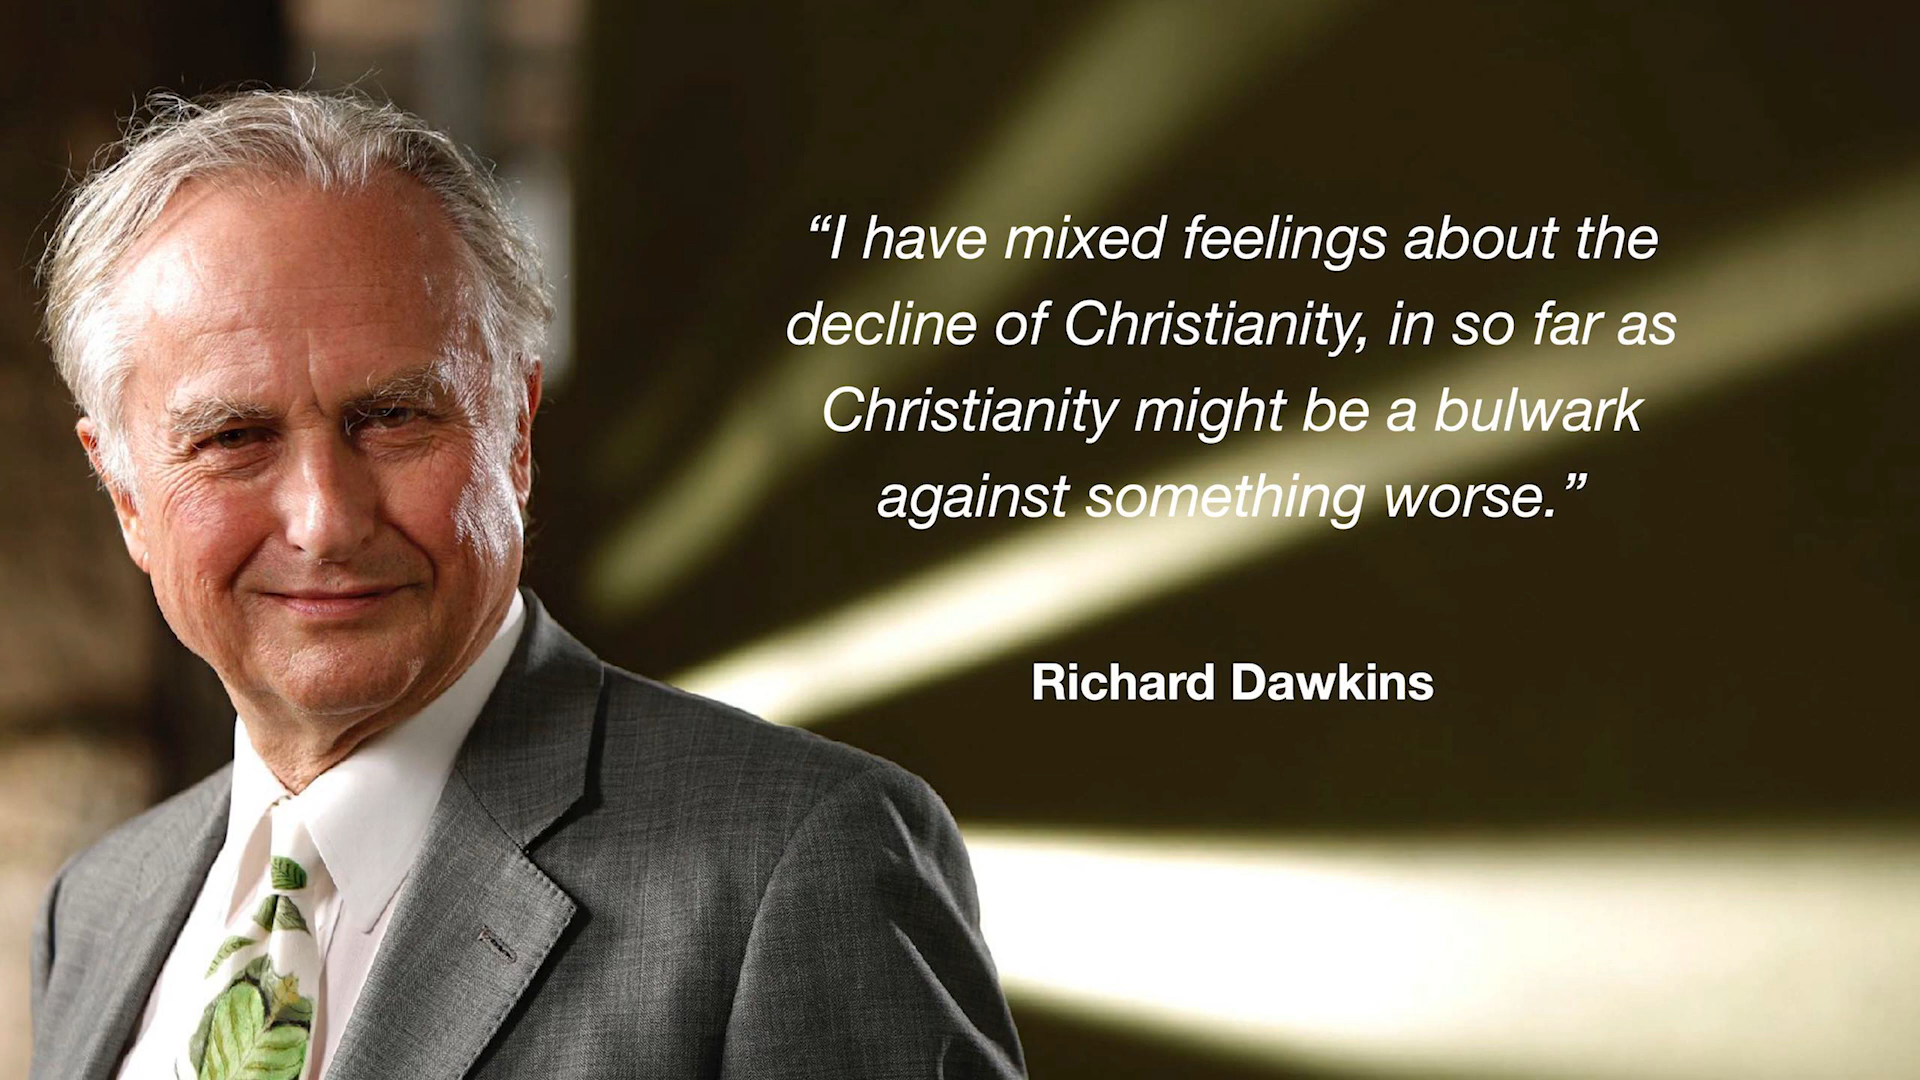 “I have mixed feelings about the
decline of Christianity, in so far as
Christianity might be a bulwark
against something worse.”
Richard Dawkins